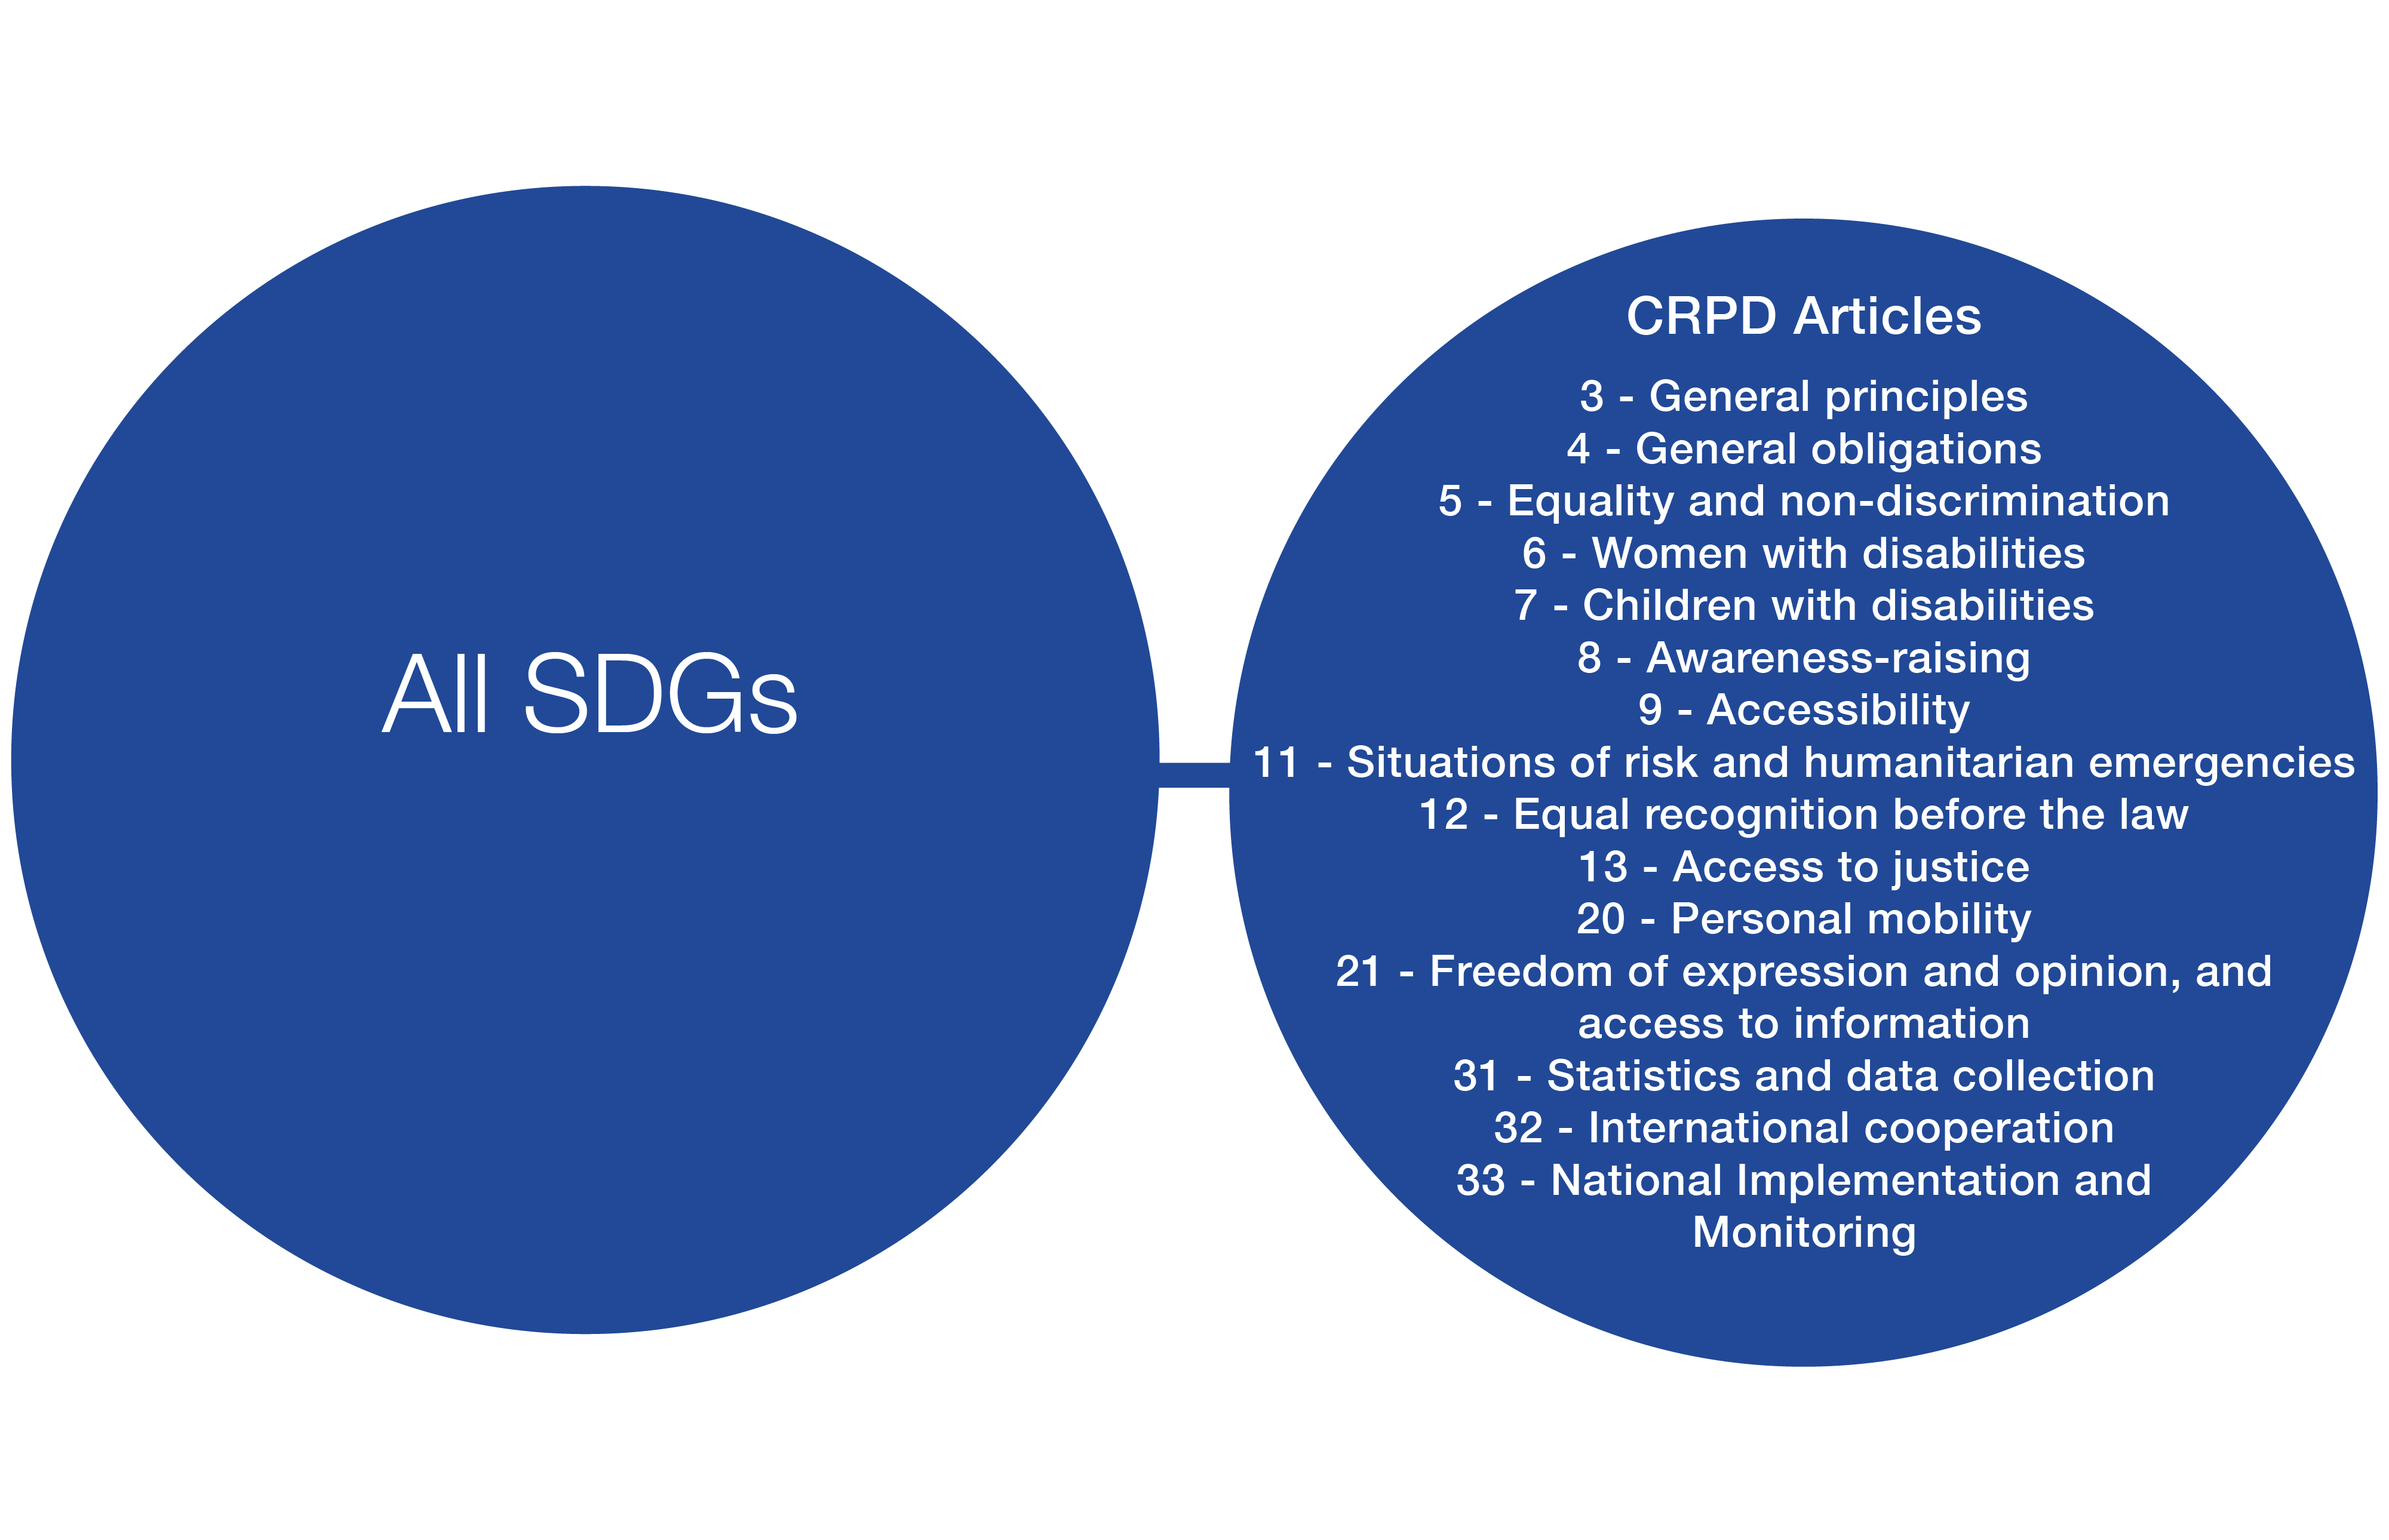 All SDGs
CRPD Articles
3 - General principles
4 - General obligations
5 - Equality and non-discrimination
6 - Women with disabilities
7 - Children with disabilities
8 - Awareness-raising
9 - Accessibility
11 - Situations of risk and humanitarian emergencies
12 - Equal recognition before the law
13 - Access to justice
20 - Personal mobility
21 - Freedom of expression and opinion, and
access to information
31 - Statistics and data collection
32 - International cooperation
33 - National Implementation and
Monitoring